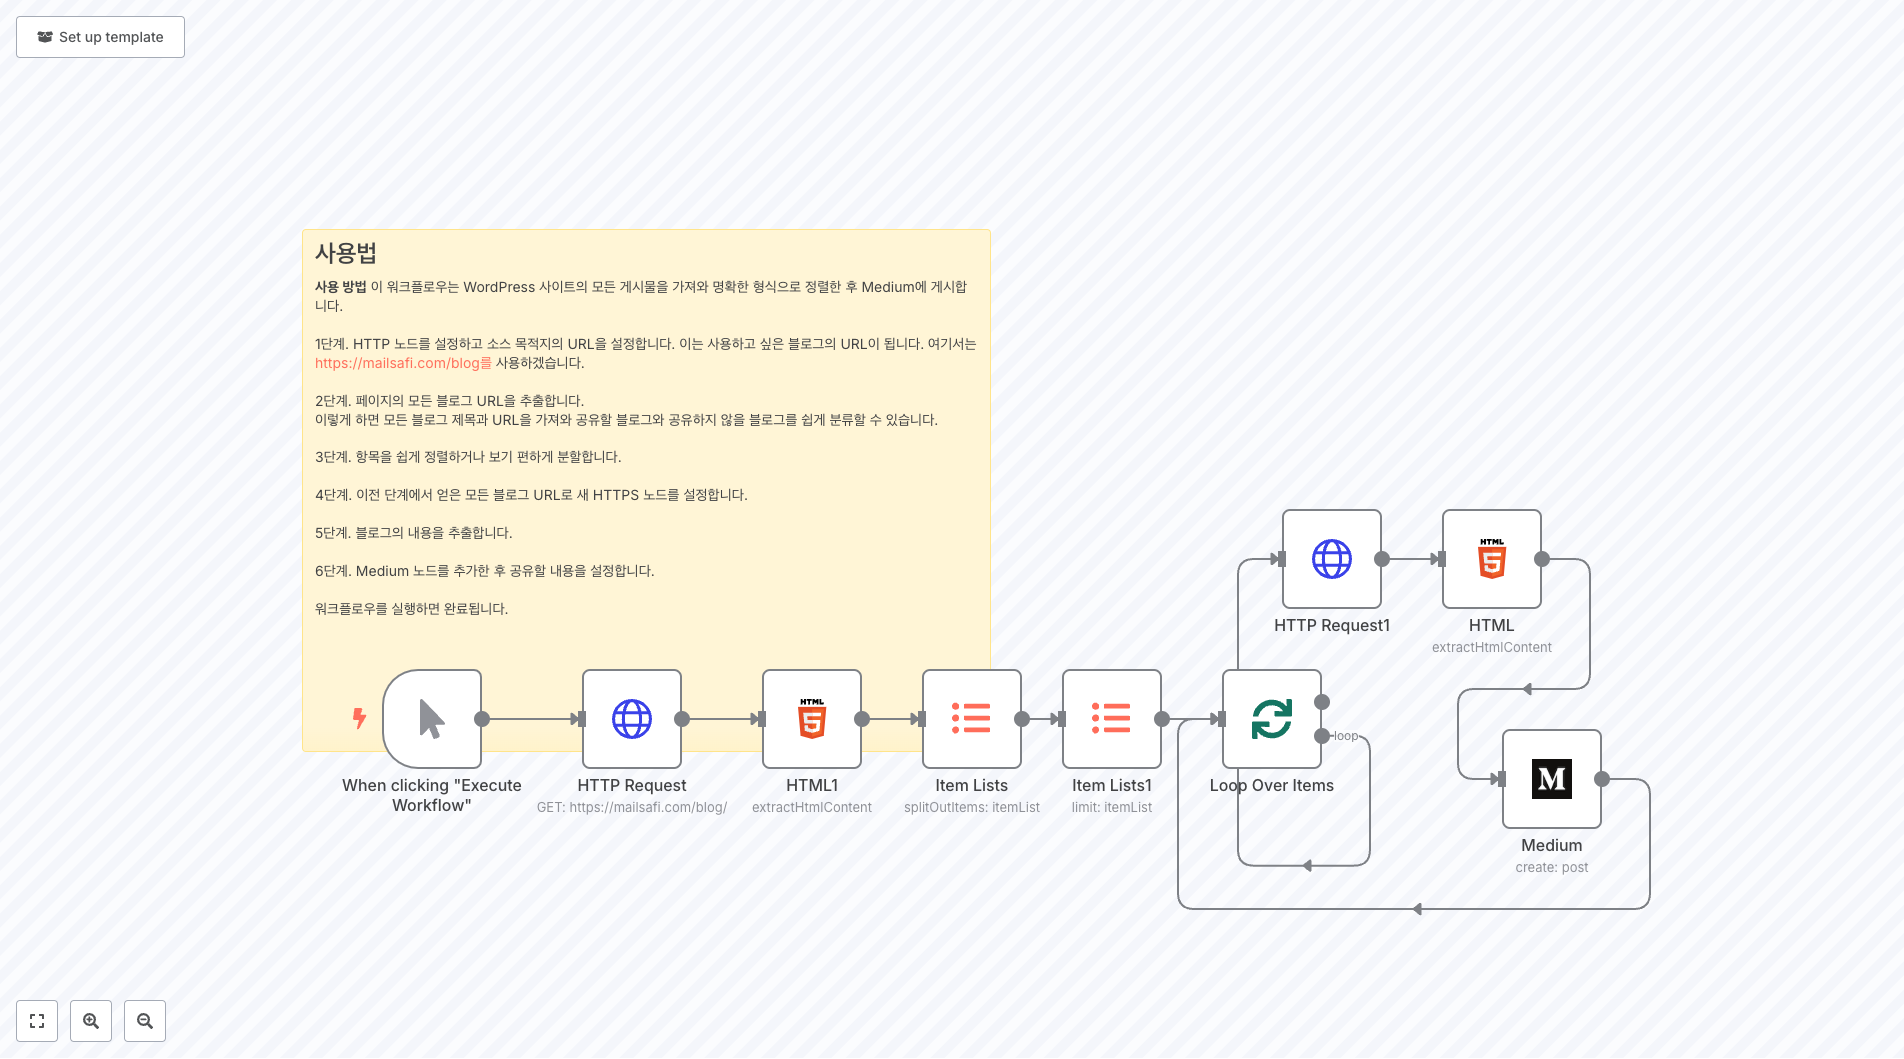 Set up template
사용법
사용 방법 이 워크플로우는 WordPress 사이트의 모든 게시물을 가져와 명확한 형식으로 정렬한 후 Medium에 게시합
니다.
1단계. HTTP 노드를 설정하고 소스 목적지의 URL을 설정합니다. 이는 사용하고 싶은 블로그의 URL이 됩니다. 여기서는
https://mailsafi.com/blog를 사용하겠습니다.
2단계. 페이지의 모든 블로그 URL을 추출합니다.
이렇게 하면 모든 블로그 제목과 URL을 가져와 공유할 블로그와 공유하지 않을 블로그를 쉽게 분류할 수 있습니다.
3단계. 항목을 쉽게 정렬하거나 보기 편하게 분할합니다.
4단계. 이전 단계에서 얻은 모든 블로그 URL로 새 HTTPS 노드를 설정합니다.
5단계. 블로그의 내용을 추출합니다.
6단계. Medium 노드를 추가한 후 공유할 내용을 설정합니다.
워크플로우를 실행하면 완료됩니다.
When clicking "Execute
Workflow"
HTTP Request
GET: https://mailsafi.com/blog/
HTML
5
HTML1
extractHtmlContent
Item Lists
splitOutItems: itemList
Item Lists1
limit: itemList
Loop Over Items
loop
HTTP Request1
HTML
5
HTML
extractHtmlContent
M
Medium
create: post